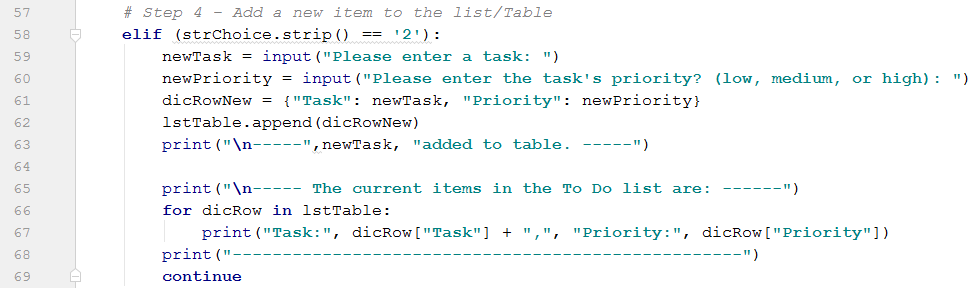 57 # Step 4 - Add a new item to the list/Table
58 elif (strChoice.strip() == '2'):
59 newTask = input("Please enter a task: ")
60 newPriority = input("Please enter the task's priority? (low, medium, or high): ")
61 dicRowNew = {"Task": newTask, "Priority": newPriority}
62 lstTable.append(dicRowNew)
63 print("\n-----",newTask, "added to table. -----")
64
65 print("\n----- The current items in the To Do list are: ------")
66 for dicRow in lstTable:
67 print("Task:", dicRow["Task"] + ",", "Priority:", dicRow["Priority"])
68 print("---------------------------------------------------")
69 continue